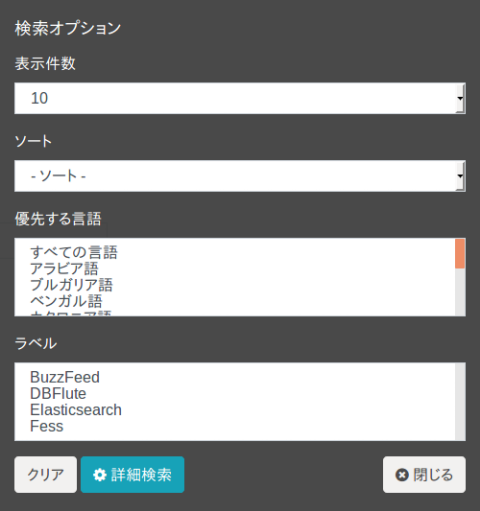 検索オプション
表示件数
10
ソート
- ソート -
優先する言語
すべての言語
アラビア語
ブルガリア語
ベンガル語
ラベル
BuzzFeed
DBFlute
Elasticsearch
Fess
クリア 詳細検索 閉じる